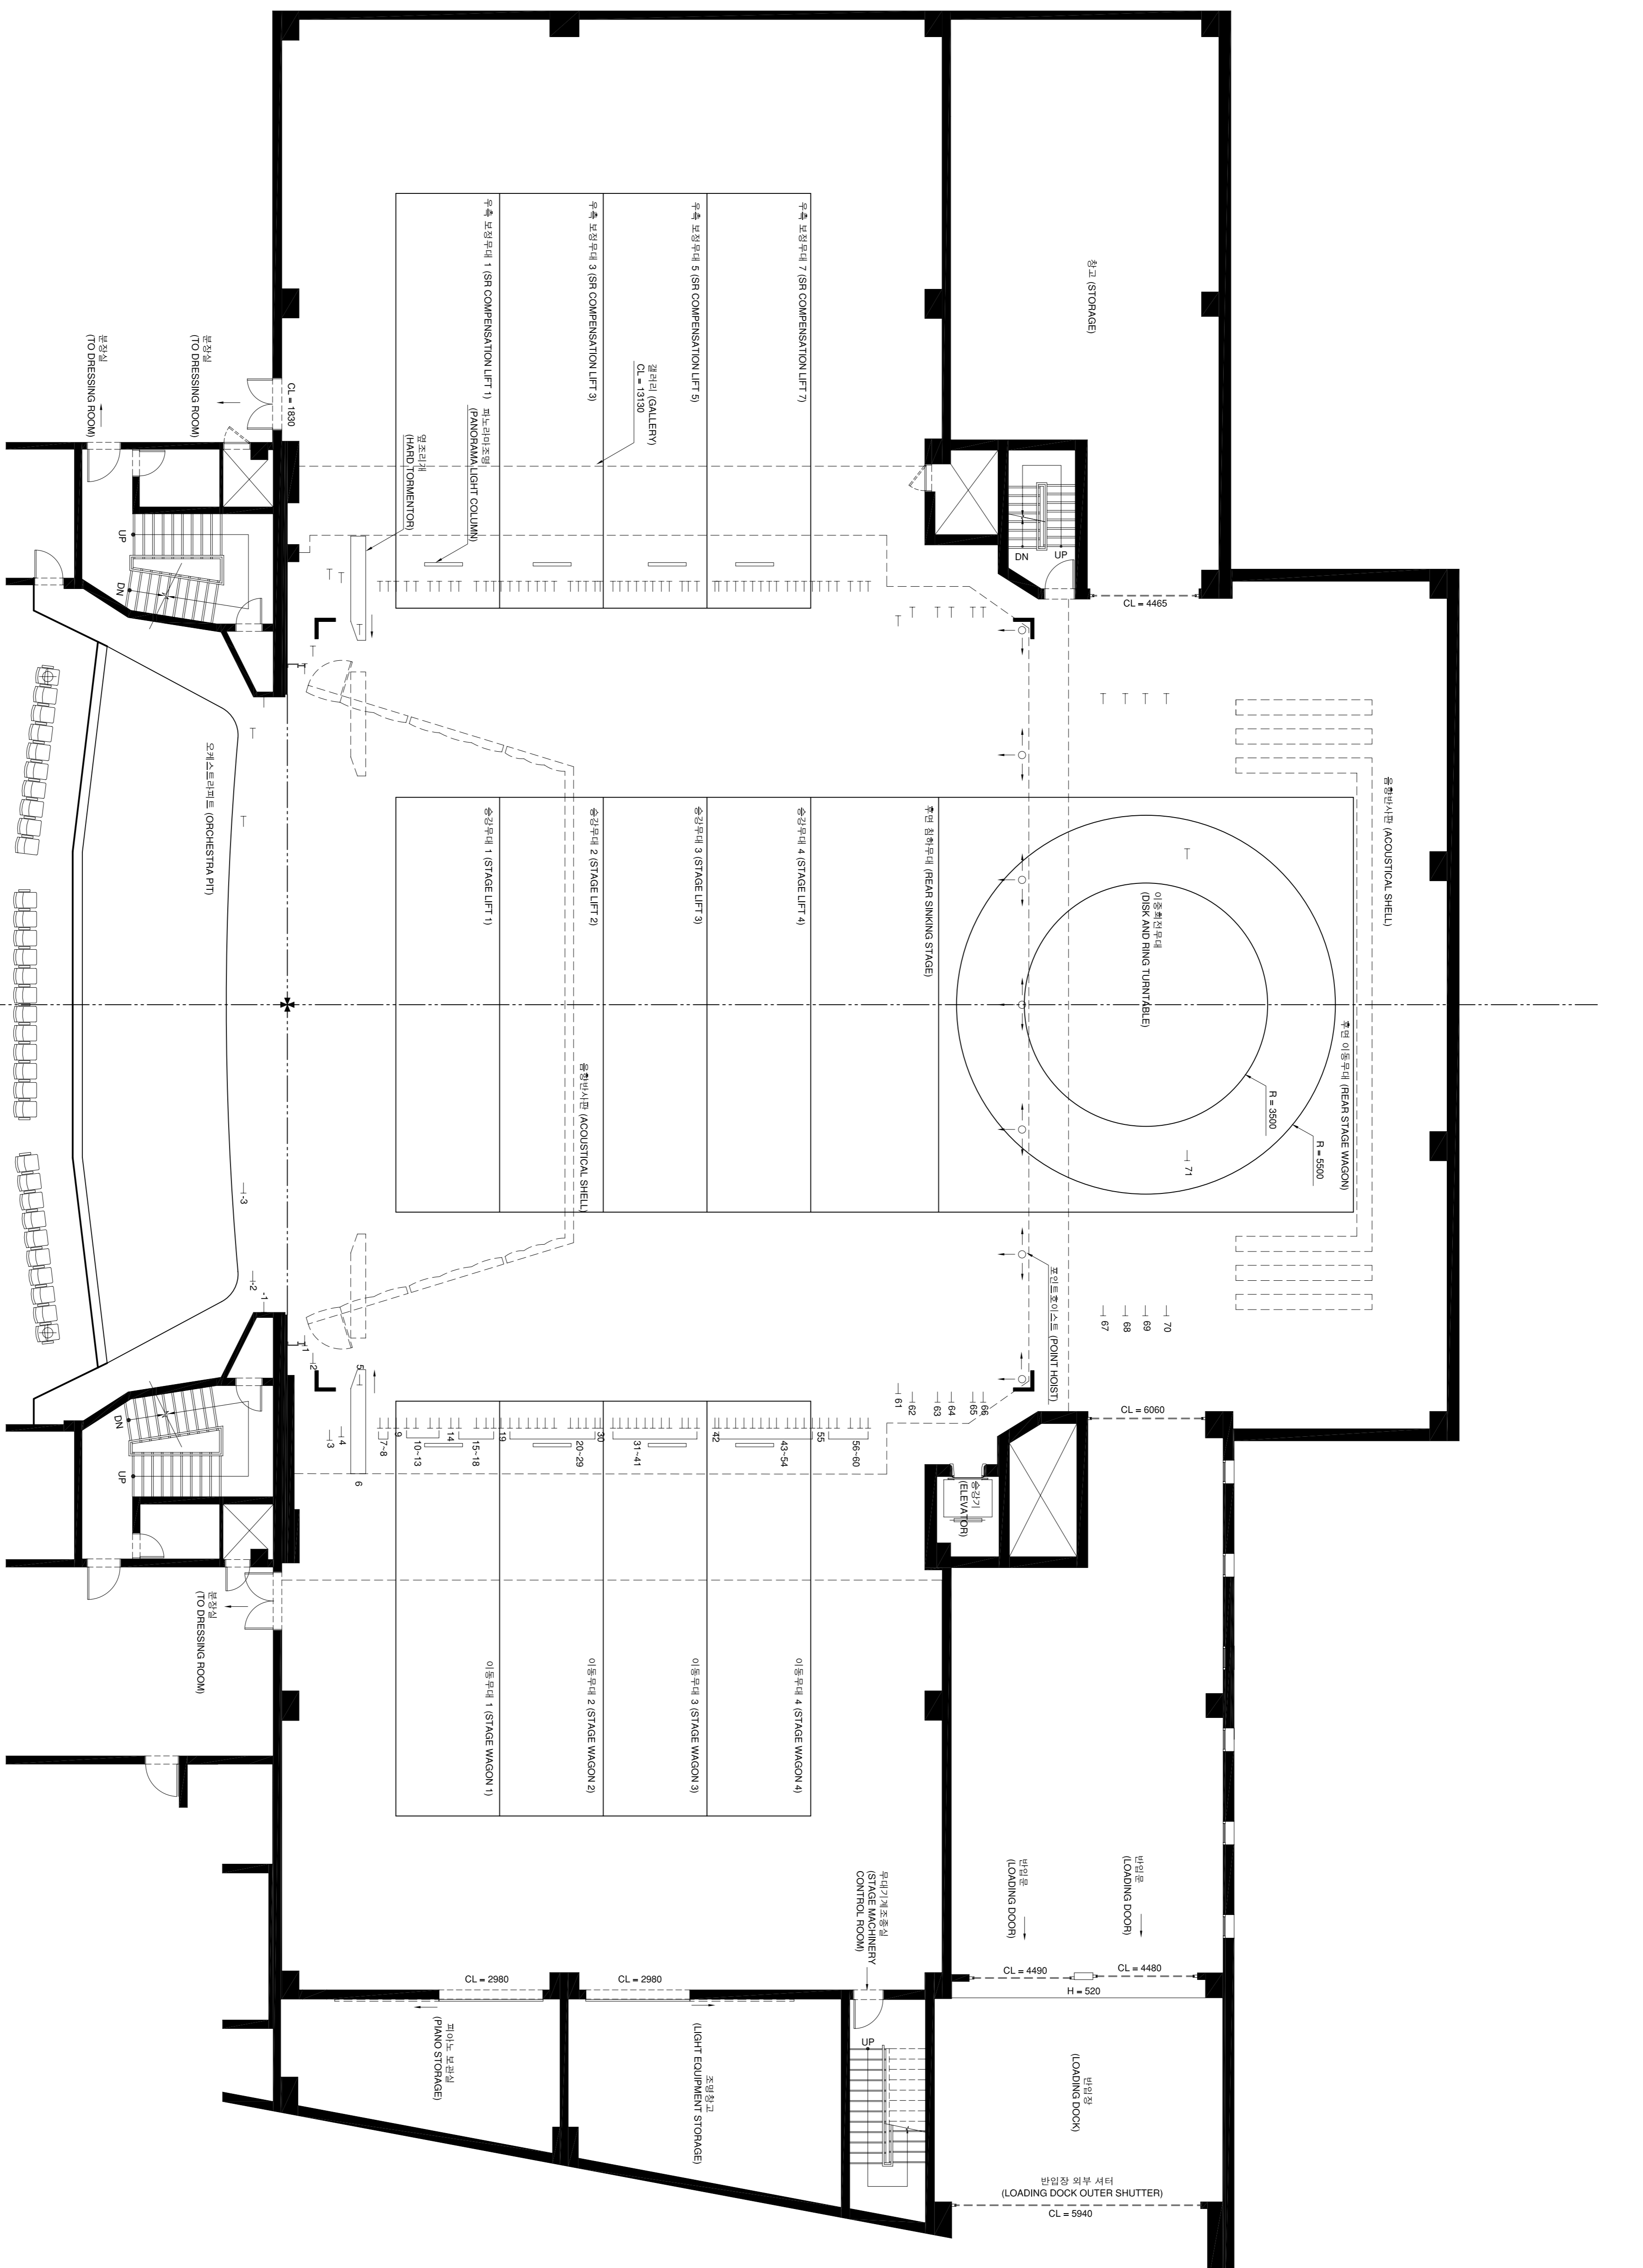 우측 보정무대 1 (SR COMPENSATION LIFT 1)
우측 보정무대 3 (SR COMPENSATION LIFT 3)
우측 보정무대 5 (SR COMPENSATION LIFT 5)
우측 보정무대 7 (SR COMPENSATION LIFT 7)
창고 (STORAGE)
분장실
(TO DRESSING ROOM)
분장실
(TO DRESSING ROOM)
CL = 1830
갤러리 (GALLERY)
CL = 13130
파노라마조명
(PANORAMA LIGHT COLUMN)
옆조리개
(HARD TORMENTOR)
UP
DN
DN
UP
CL = 4465
오케스트라피트 (ORCHESTRA PIT)
승강무대 1 (STAGE LIFT 1)
승강무대 2 (STAGE LIFT 2)
승강무대 3 (STAGE LIFT 3)
승강무대 4 (STAGE LIFT 4)
후면 침하무대 (REAR SINKING STAGE)
이중회전무대
(DISK AND RING TURNTABLE)
음향반사판 (ACOUSTICAL SHELL)
후면 이동무대 (REAR STAGE WAGON)
R = 3500
R = 5500
음향반사판 (ACOUSTICAL SHELL)
71
-3
-2
-1
1
2
3
4
5
6
7~8
9
10~13
14
15~18
19
20~29
30
31~41
42
43~54
55
56~60
61
62
63
64
65
66
67
68
69
70
포인트호이스트 (POINT HOIST)
CL = 6060
승강기
(ELEVATOR)
DN
UP
분장실
(TO DRESSING ROOM)
이동무대 1 (STAGE WAGON 1)
이동무대 2 (STAGE WAGON 2)
이동무대 3 (STAGE WAGON 3)
이동무대 4 (STAGE WAGON 4)
무대기계조종실
(STAGE MACHINERY
CONTROL ROOM)
반입문
(LOADING DOOR)
반입문
(LOADING DOOR)
CL = 2980
CL = 2980
CL = 4490
CL = 4480
H = 520
피아노 보관실
(PIANO STORAGE)
조명창고
(LIGHT EQUIPMENT STORAGE)
UP
반입장
(LOADING DOCK)
반입장 외부 셔터
(LOADING DOCK OUTER SHUTTER)
CL = 5940